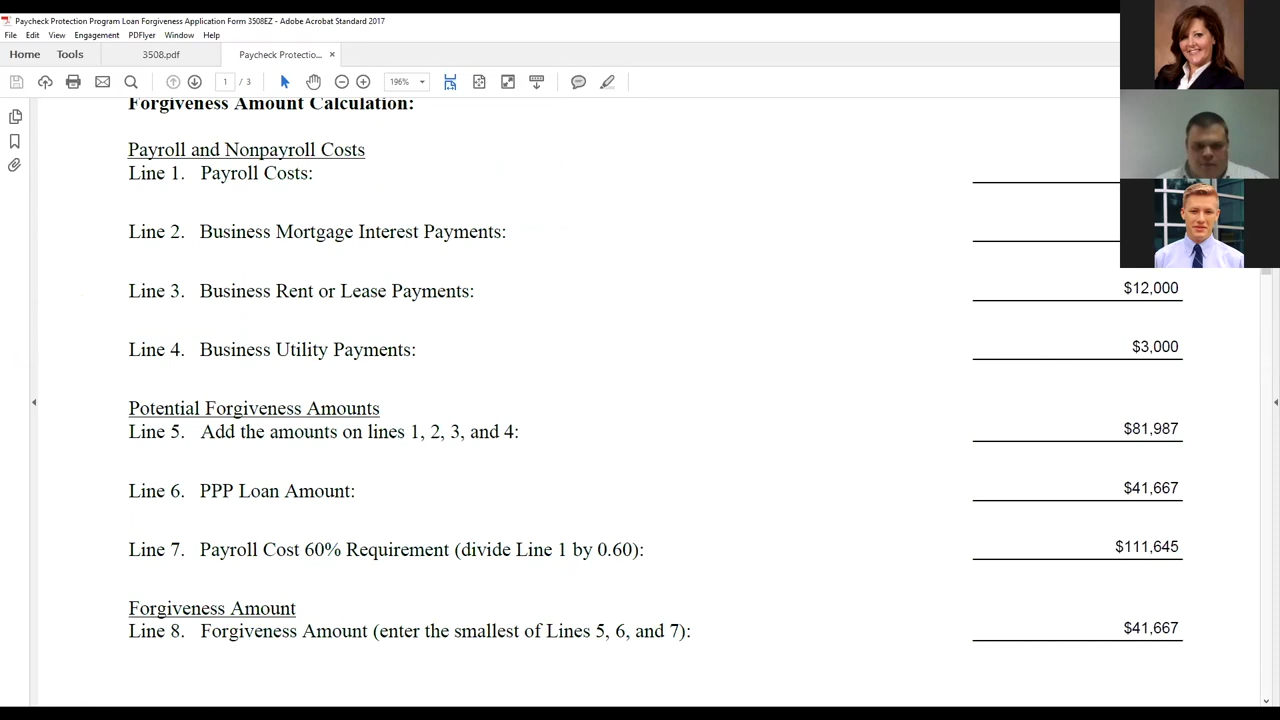 Paycheck Protection Program Loan Forgiveness Application Form 3508EZ - Adobe Acrobat Standard 2017
File Edit View Engagement PDFlyer Window Help
Home Tools 3508.pdf Paycheck Protectio... ×
1 / 3 196%
Forgiveness Amount Calculation:
Payroll and Nonpayroll Costs
Line 1. Payroll Costs:
Line 2. Business Mortgage Interest Payments:
Line 3. Business Rent or Lease Payments: $12,000
Line 4. Business Utility Payments: $3,000
Potential Forgiveness Amounts
Line 5. Add the amounts on lines 1, 2, 3, and 4: $81,987
Line 6. PPP Loan Amount: $41,667
Line 7. Payroll Cost 60% Requirement (divide Line 1 by 0.60): $111,645
Forgiveness Amount
Line 8. Forgiveness Amount (enter the smallest of Lines 5, 6, and 7): $41,667